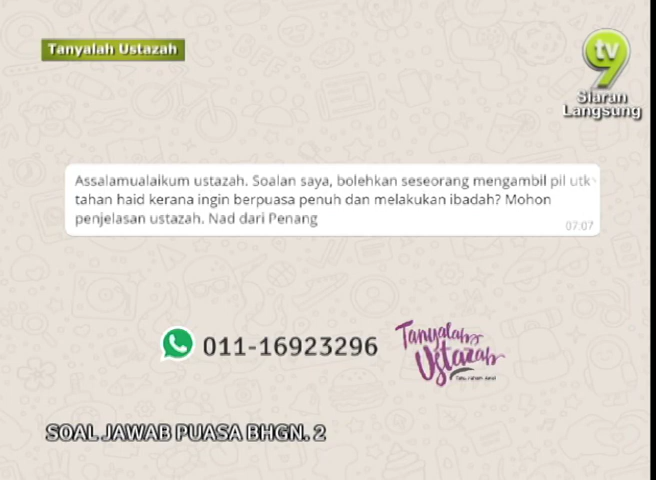 Tanyalah Ustazah
tv
9
Siaran
Langsung
Assalamualaikum ustazah. Soalan saya, bolehkan seseorang mengambil pil utk
tahan haid kerana ingin berpuasa penuh dan melakukan ibadah? Mohon
penjelasan ustazah. Nad dari Penang
07:07
011-16923296
Tanyalah
Ustazah
SOAL JAWAB PUASA BHGN. 2